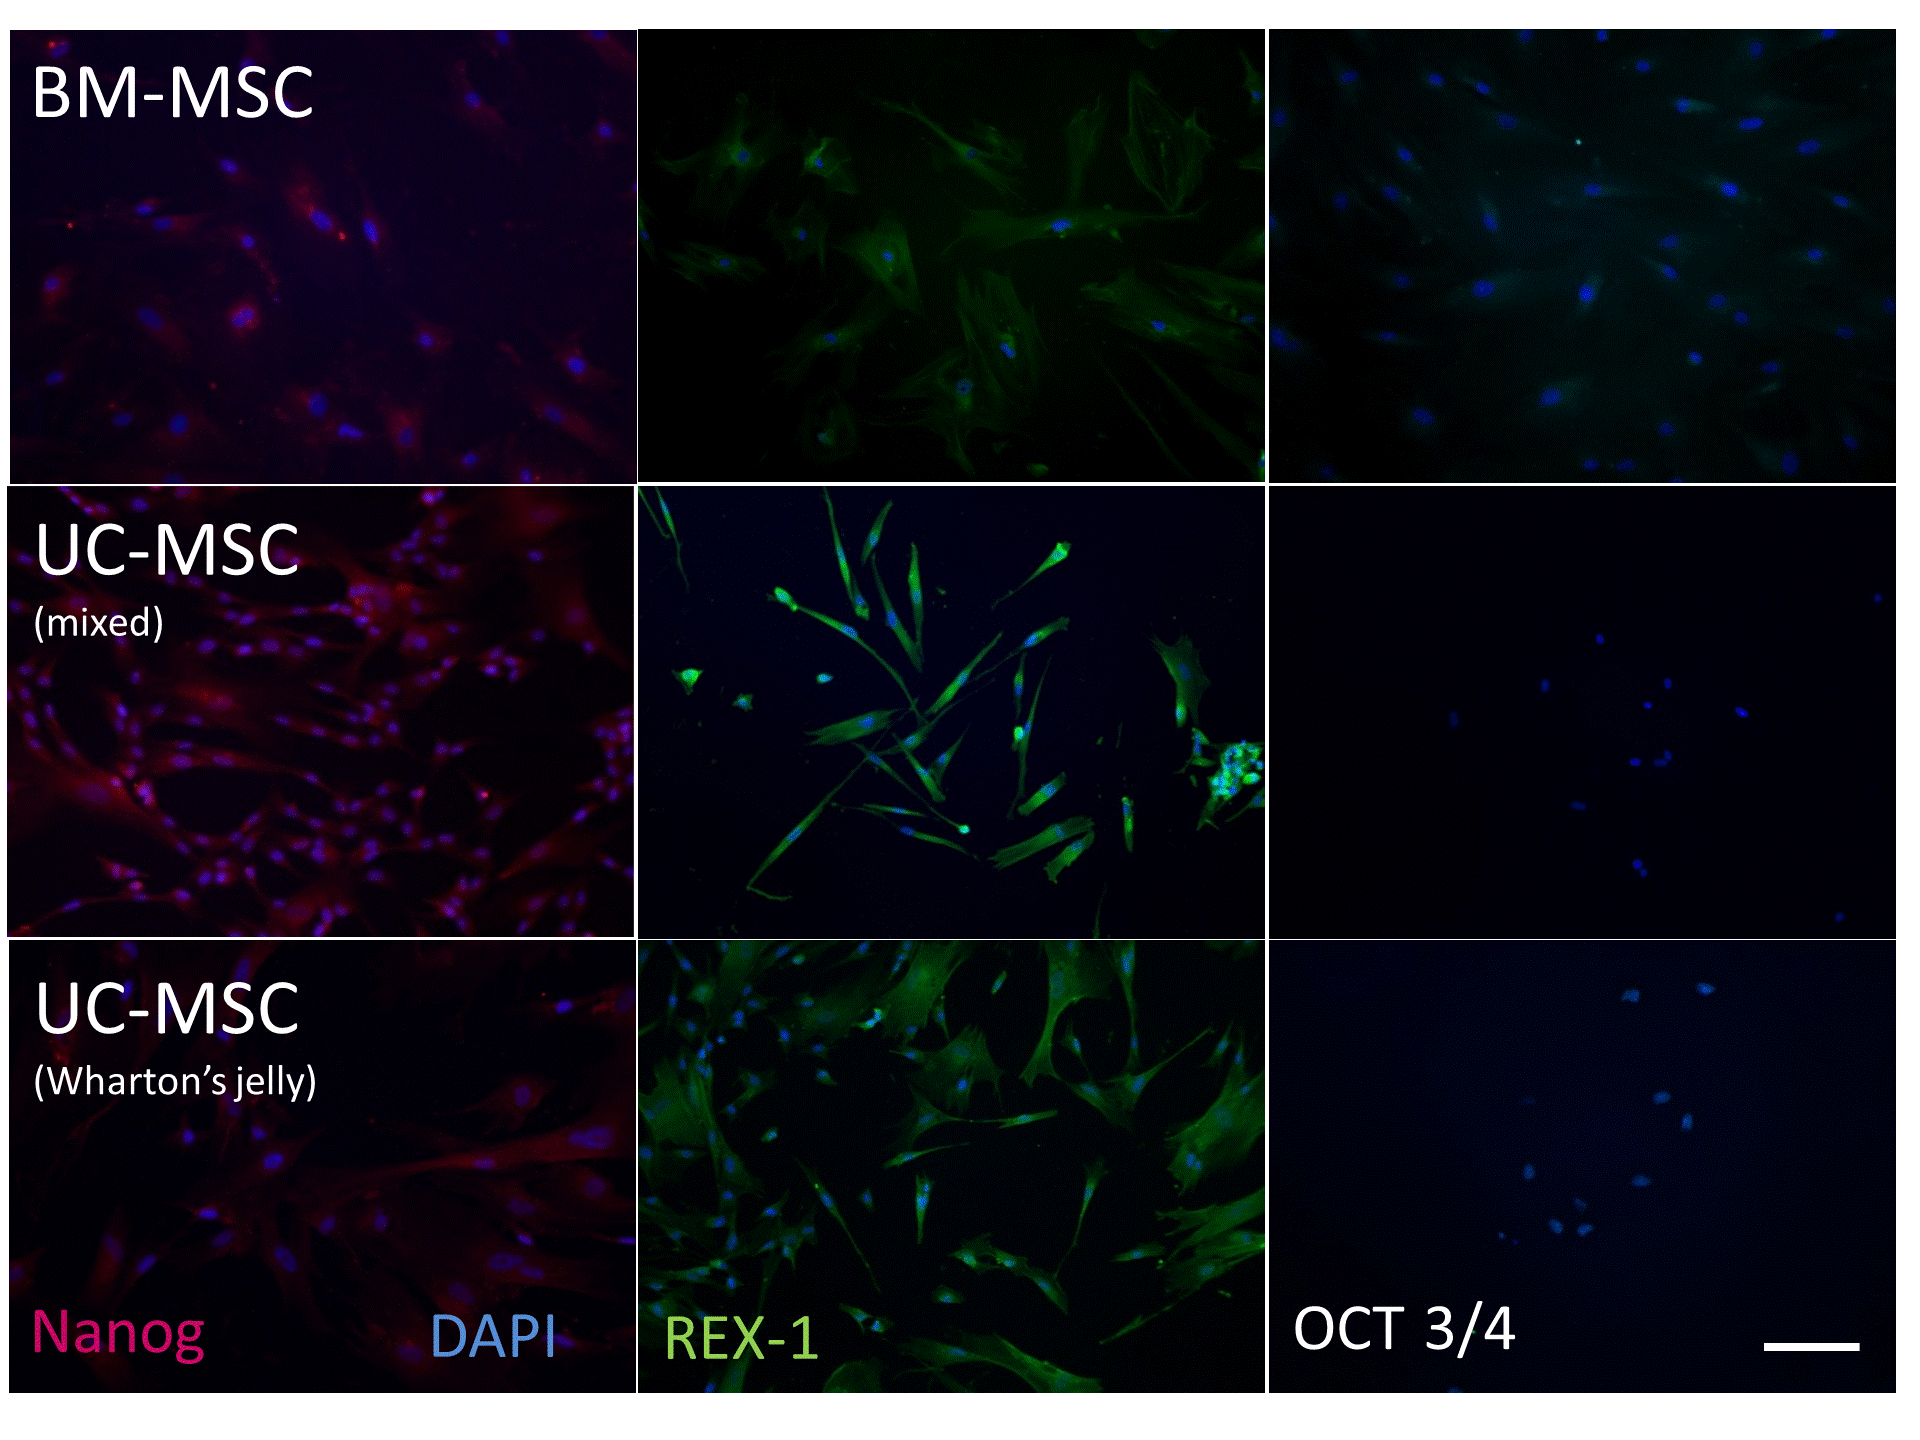 BM-MSC
UC-MSC
(mixed)
UC-MSC
(Wharton's jelly)
Nanog
DAPI
REX-1
OCT 3/4